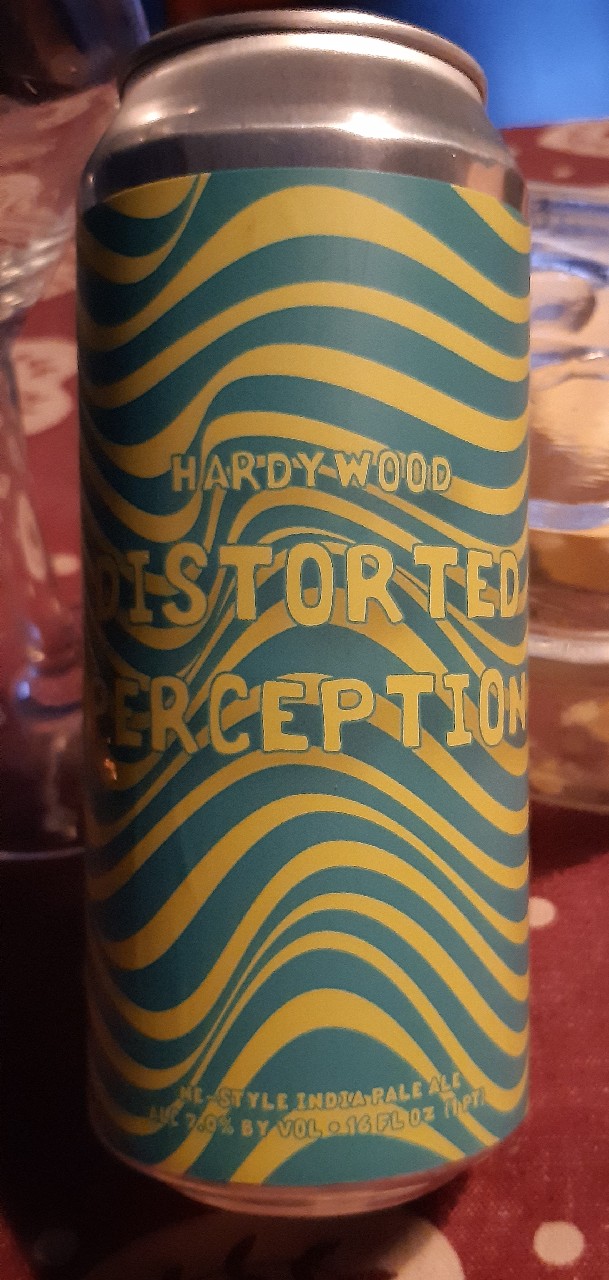 HARDYWOOD
DISTORTED
PERCEPTION
NE-STYLE INDIA PALE ALE
ALC 7.0% BY VOL • 16 FL OZ (1 PT)